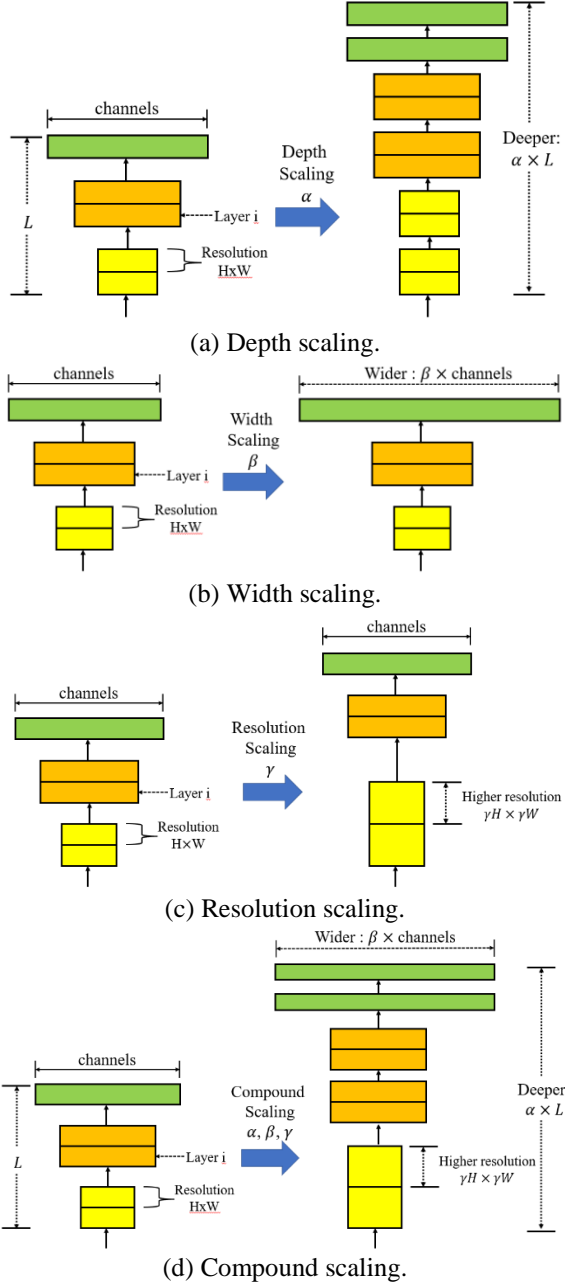 channels
L
Layer i
Resolution
HxW
Depth
Scaling
α
Deeper:
α × L
(a) Depth scaling.
channels
Layer i
Resolution
HxW
Width
Scaling
β
Wider : β × channels
(b) Width scaling.
channels
Layer i
Resolution
H×W
Resolution
Scaling
γ
channels
Higher resolution
γH × γW
(c) Resolution scaling.
channels
L
Layer i
Resolution
HxW
Compound
Scaling
α, β, γ
Wider : β × channels
Higher resolution
γH × γW
Deeper
α × L
(d) Compound scaling.